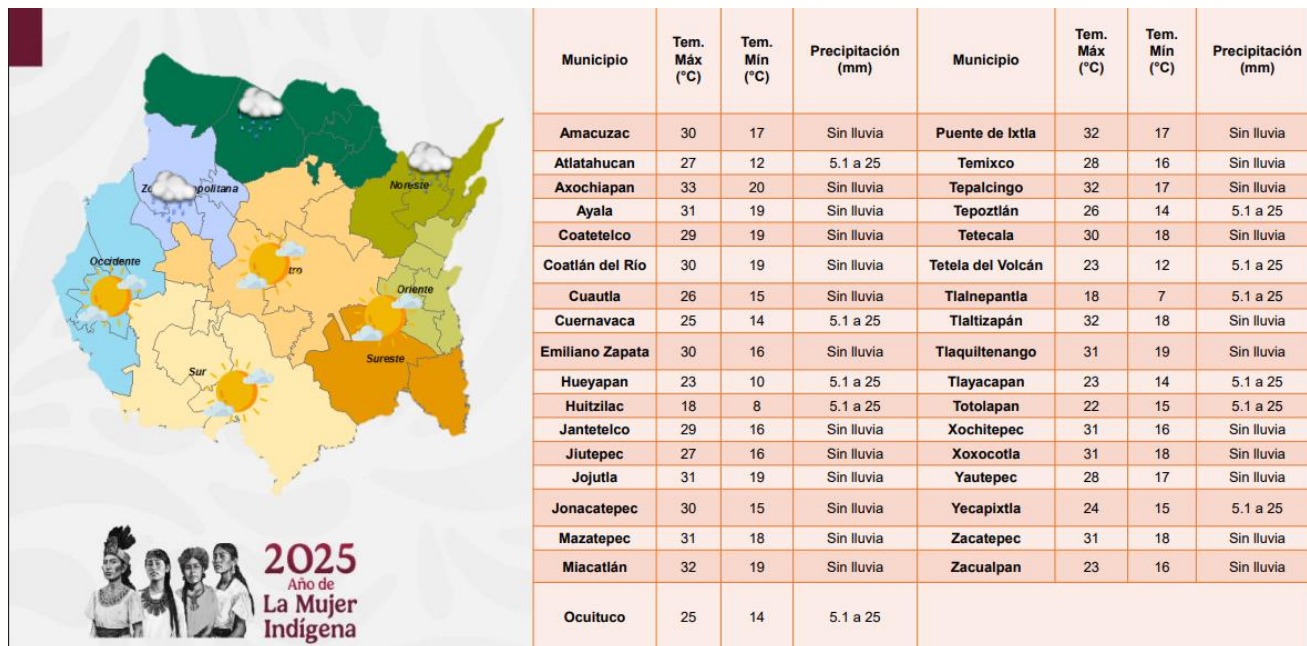 Zo
opolitana
Noreste
Occidente
tro
Oriente
Sureste
Sur
2025
Año de
La Mujer
Indígena
Municipio Tem. Máx (°C) Tem. Mín (°C) Precipitación (mm) Municipio Tem. Máx (°C) Tem. Mín (°C) Precipitación (mm)
Amacuzac 30 17 Sin lluvia Puente de Ixtla 32 17 Sin lluvia
Atlatahucan 27 12 5.1 a 25 Temixco 28 16 Sin lluvia
Axochiapan 33 20 Sin lluvia Tepalcingo 32 17 Sin lluvia
Ayala 31 19 Sin lluvia Tepoztlán 26 14 5.1 a 25
Coatetelco 29 19 Sin lluvia Tetecala 30 18 Sin lluvia
Coatlán del Río 30 19 Sin lluvia Tetela del Volcán 23 12 5.1 a 25
Cuautla 26 15 Sin lluvia Tlalnepantla 18 7 5.1 a 25
Cuernavaca 25 14 5.1 a 25 Tlaltizapán 32 18 Sin lluvia
Emiliano Zapata 30 16 Sin lluvia Tlaquiltenango 31 19 Sin lluvia
Hueyapan 23 10 5.1 a 25 Tlayacapan 23 14 5.1 a 25
Huitzilac 18 8 5.1 a 25 Totolapan 22 15 5.1 a 25
Jantetelco 29 16 Sin lluvia Xochitepec 31 16 Sin lluvia
Jiutepec 27 16 Sin lluvia Xoxocotla 31 18 Sin lluvia
Jojutla 31 19 Sin lluvia Yautepec 28 17 Sin lluvia
Jonacatepec 30 15 Sin lluvia Yecapixtla 24 15 5.1 a 25
Mazatepec 31 18 Sin lluvia Zacatepec 31 18 Sin lluvia
Miacatlán 32 19 Sin lluvia Zacualpan 23 16 Sin lluvia
Ocuituco 25 14 5.1 a 25